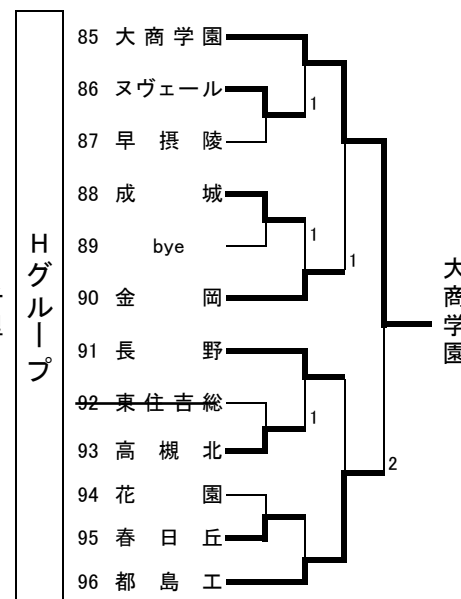 Hグループ
85 大商学園
86 ヌヴェール
87 早摂陵
88 成城
89 bye
90 金岡
91 長野
92 東住吉総
93 高槻北
94 花園
95 春日丘
96 都島工
1
1
1
1
2
大商学園